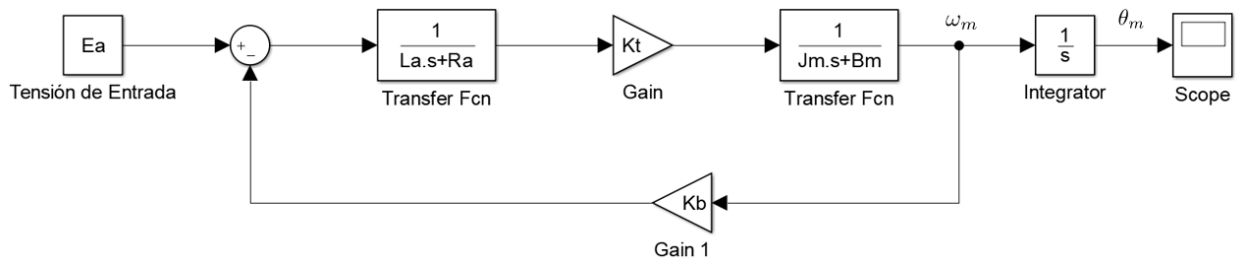 Ea
Tensión de Entrada
+
−
1
La.s+Ra
Transfer Fcn
Kt
Gain
1
Jm.s+Bm
Transfer Fcn
ωm
1
s
Integrator
θm
Scope
Kb
Gain 1